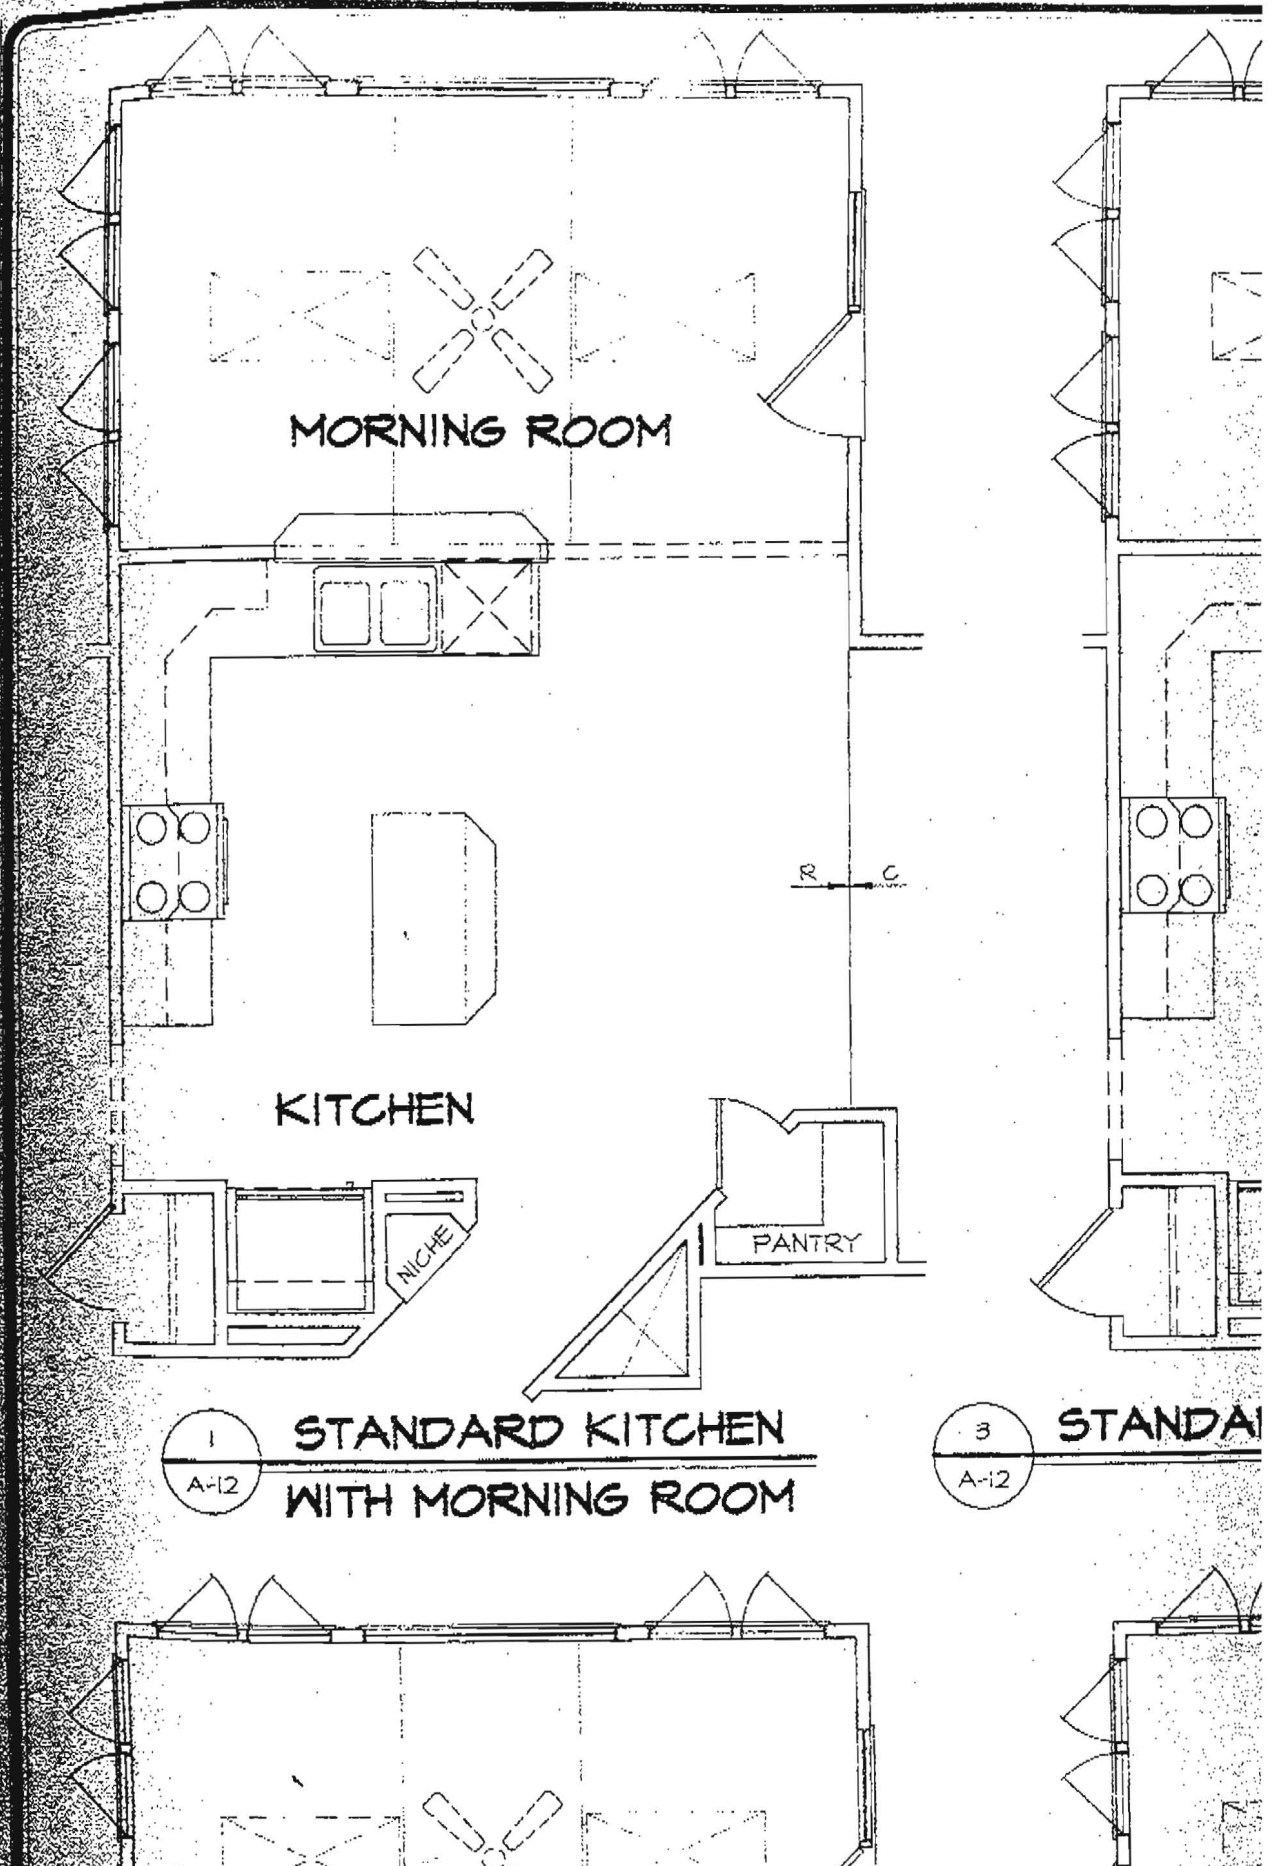 MORNING ROOM
R C
KITCHEN
NICHE
PANTRY
1
A-12
STANDARD KITCHEN
WITH MORNING ROOM
3
A-12
STANDA